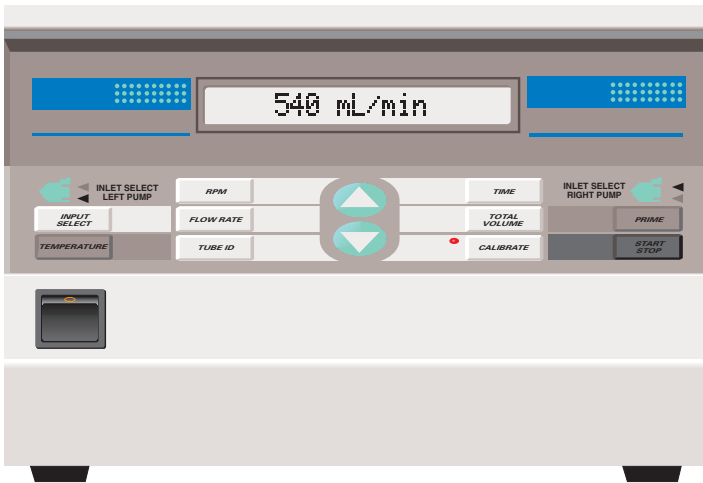 540 mL/min
INLET SELECT
LEFT PUMP
RPM
TIME
INLET SELECT
RIGHT PUMP
INPUT
SELECT
FLOW RATE
TOTAL
VOLUME
PRIME
TEMPERATURE
TUBE ID
CALIBRATE
START
STOP